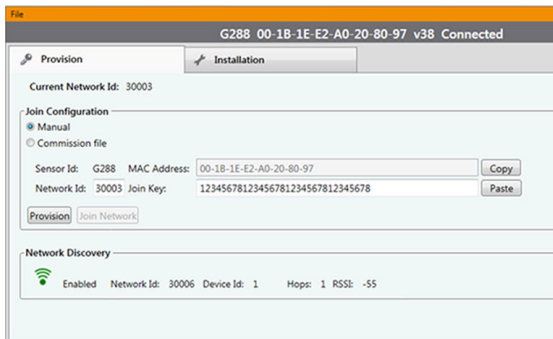 File
G288 00-1B-1E-E2-A0-20-80-97 v38 Connected
Provision Installation
Current Network Id: 30003
Join Configuration
Manual
Commission file
Sensor Id: G288 MAC Address: 00-1B-1E-E2-A0-20-80-97 Copy
Network Id: 30003 Join Key: 12345678123456781234567812345678 Paste
Provision Join Network
Network Discovery
Enabled Network Id: 30006 Device Id: 1 Hops: 1 RSSI: -55